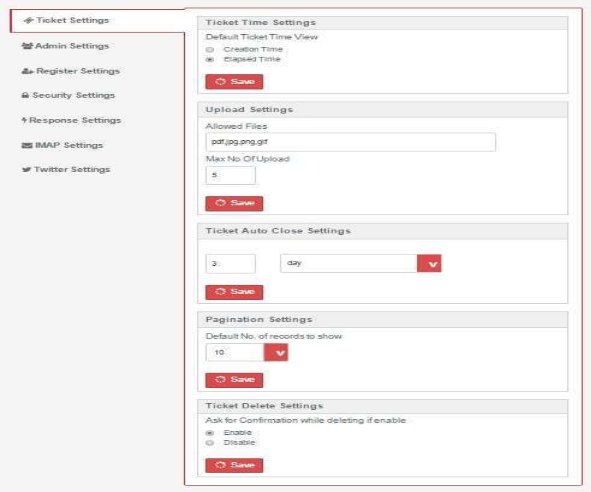 Ticket Settings
Admin Settings
Register Settings
Security Settings
Response Settings
IMAP Settings
Twitter Settings
Ticket Time Settings
Default Ticket Time View
Creation Time
Elapsed Time
Save
Upload Settings
Allowed Files
pdf,jpg,png,gif
Max No Of Upload
5
Save
Ticket Auto Close Settings
3 day
Save
Pagination Settings
Default No. of records to show
10
Save
Ticket Delete Settings
Ask for Confirmation while deleting if enable
Enable
Disable
Save